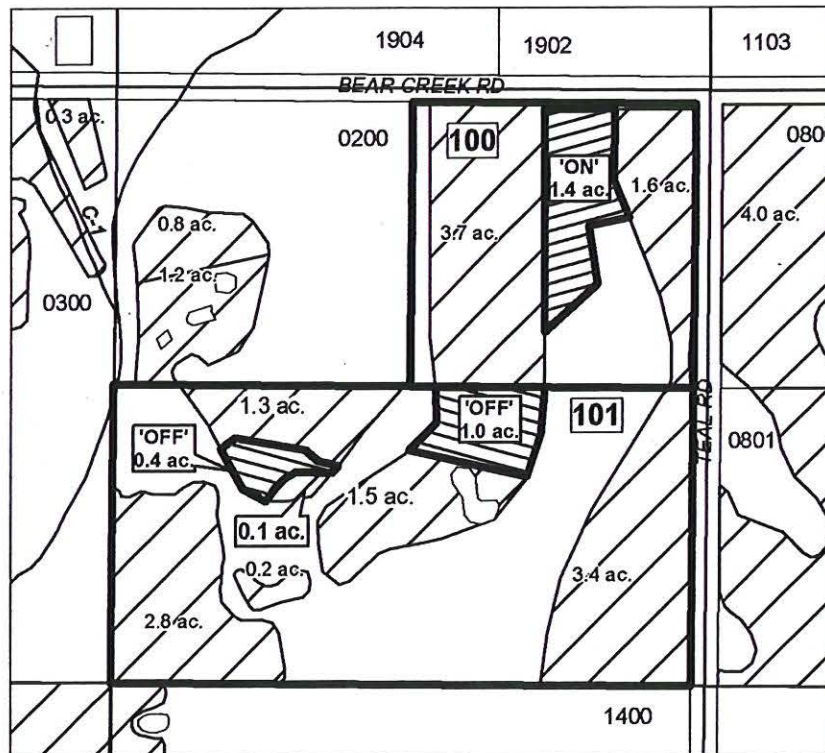 1904
1902
1103
BEAR CREEK RD
0.3 ac.
0200
100
080
'ON'
1.4 ac.
1.6 ac.
0.8 ac.
3.7 ac.
4.0 ac.
C-1
1.2 ac.
0300
1.3 ac.
'OFF'
1.0 ac.
101
TEAL RD
'OFF'
0.4 ac.
0801
1.5 ac.
0.1 ac.
0.2 ac.
3.4 ac.
2.8 ac.
1400